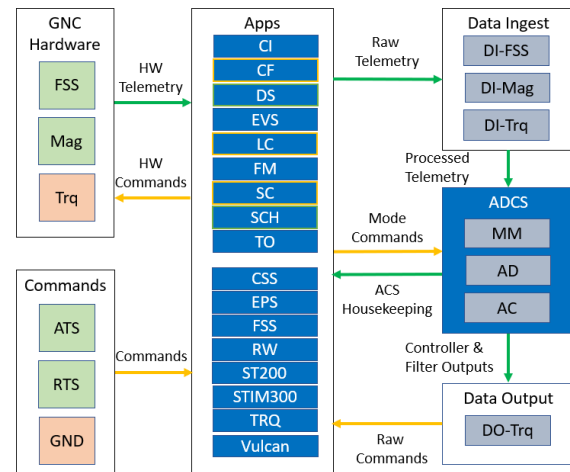 GNC
Hardware
FSS
Mag
Trq
HW
Telemetry
HW
Commands
Commands
ATS
RTS
GND
Commands
Apps
CI
CF
DS
EVS
LC
FM
SC
SCH
TO
CSS
EPS
FSS
RW
ST200
STIM300
TRQ
Vulcan
Raw
Telemetry
Mode
Commands
ACS
Housekeeping
Raw
Commands
Data Ingest
DI-FSS
DI-Mag
DI-Trq
Processed
Telemetry
ADCS
MM
AD
AC
Controller &
Filter Outputs
Data Output
DO-Trq